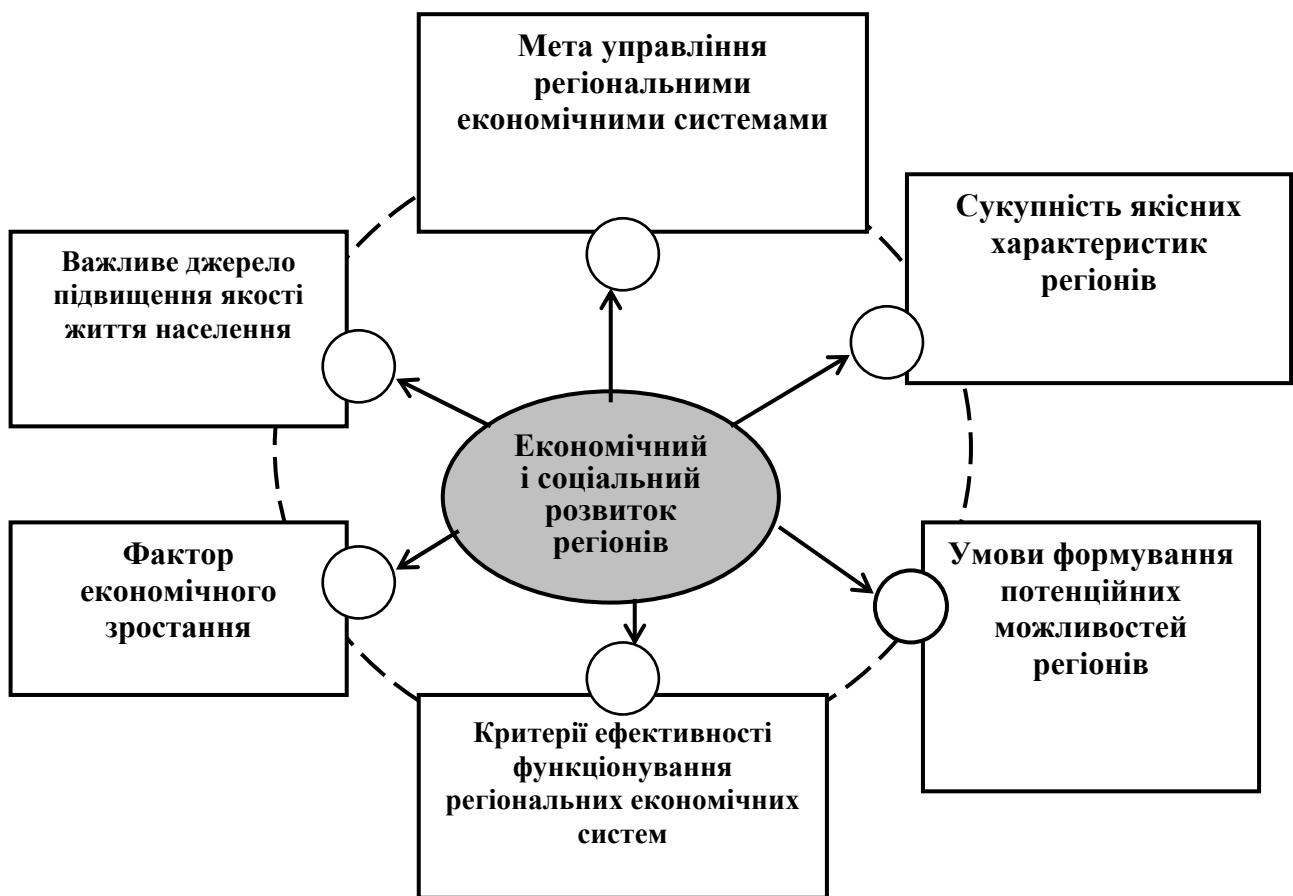 Мета управління
регіональними
економічними системами
Сукупність якісних
характеристик
регіонів
Важливе джерело
підвищення якості
життя населення
Економічний
і соціальний
розвиток
регіонів
Фактор
економічного
зростання
Умови формування
потенційних
можливостей
регіонів
Критерії ефективності
функціонування
регіональних економічних
систем